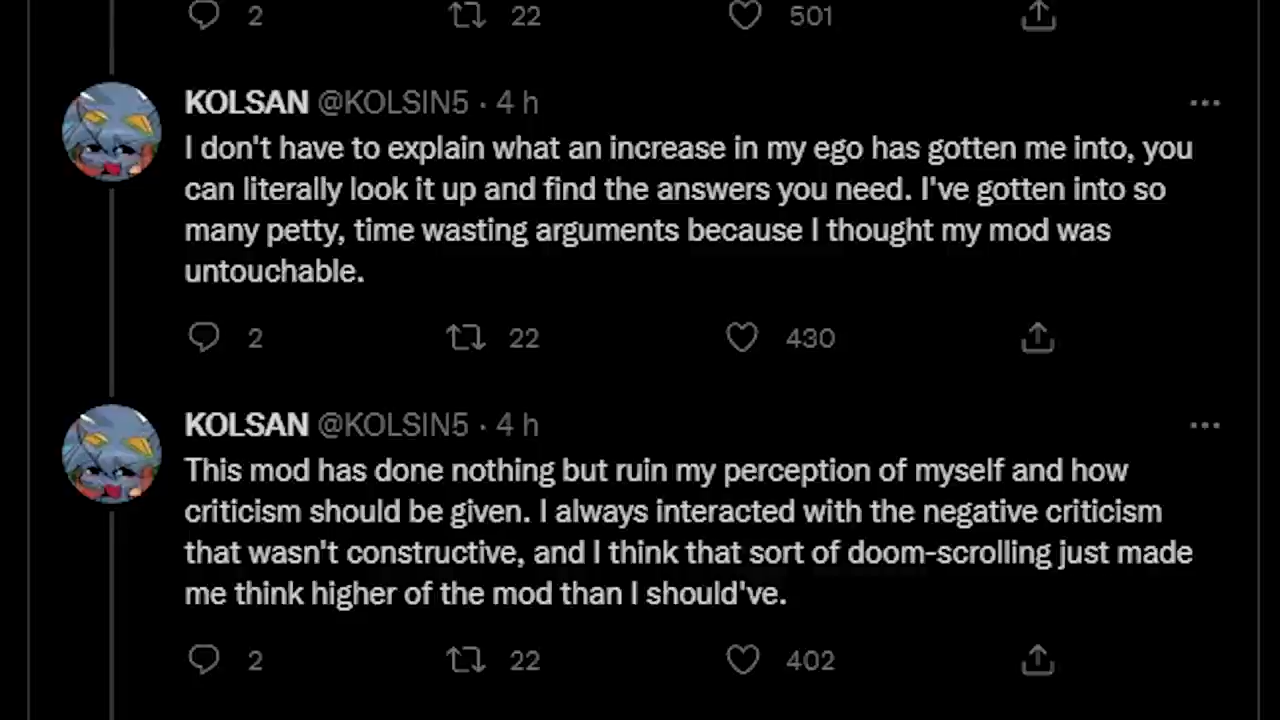 2 22 501
KOLSAN @KOLSIN5 · 4 h
I don't have to explain what an increase in my ego has gotten me into, you
can literally look it up and find the answers you need. I've gotten into so
many petty, time wasting arguments because I thought my mod was
untouchable.
2 22 430
KOLSAN @KOLSIN5 · 4 h
This mod has done nothing but ruin my perception of myself and how
criticism should be given. I always interacted with the negative criticism
that wasn't constructive, and I think that sort of doom-scrolling just made
me think higher of the mod than I should've.
2 22 402